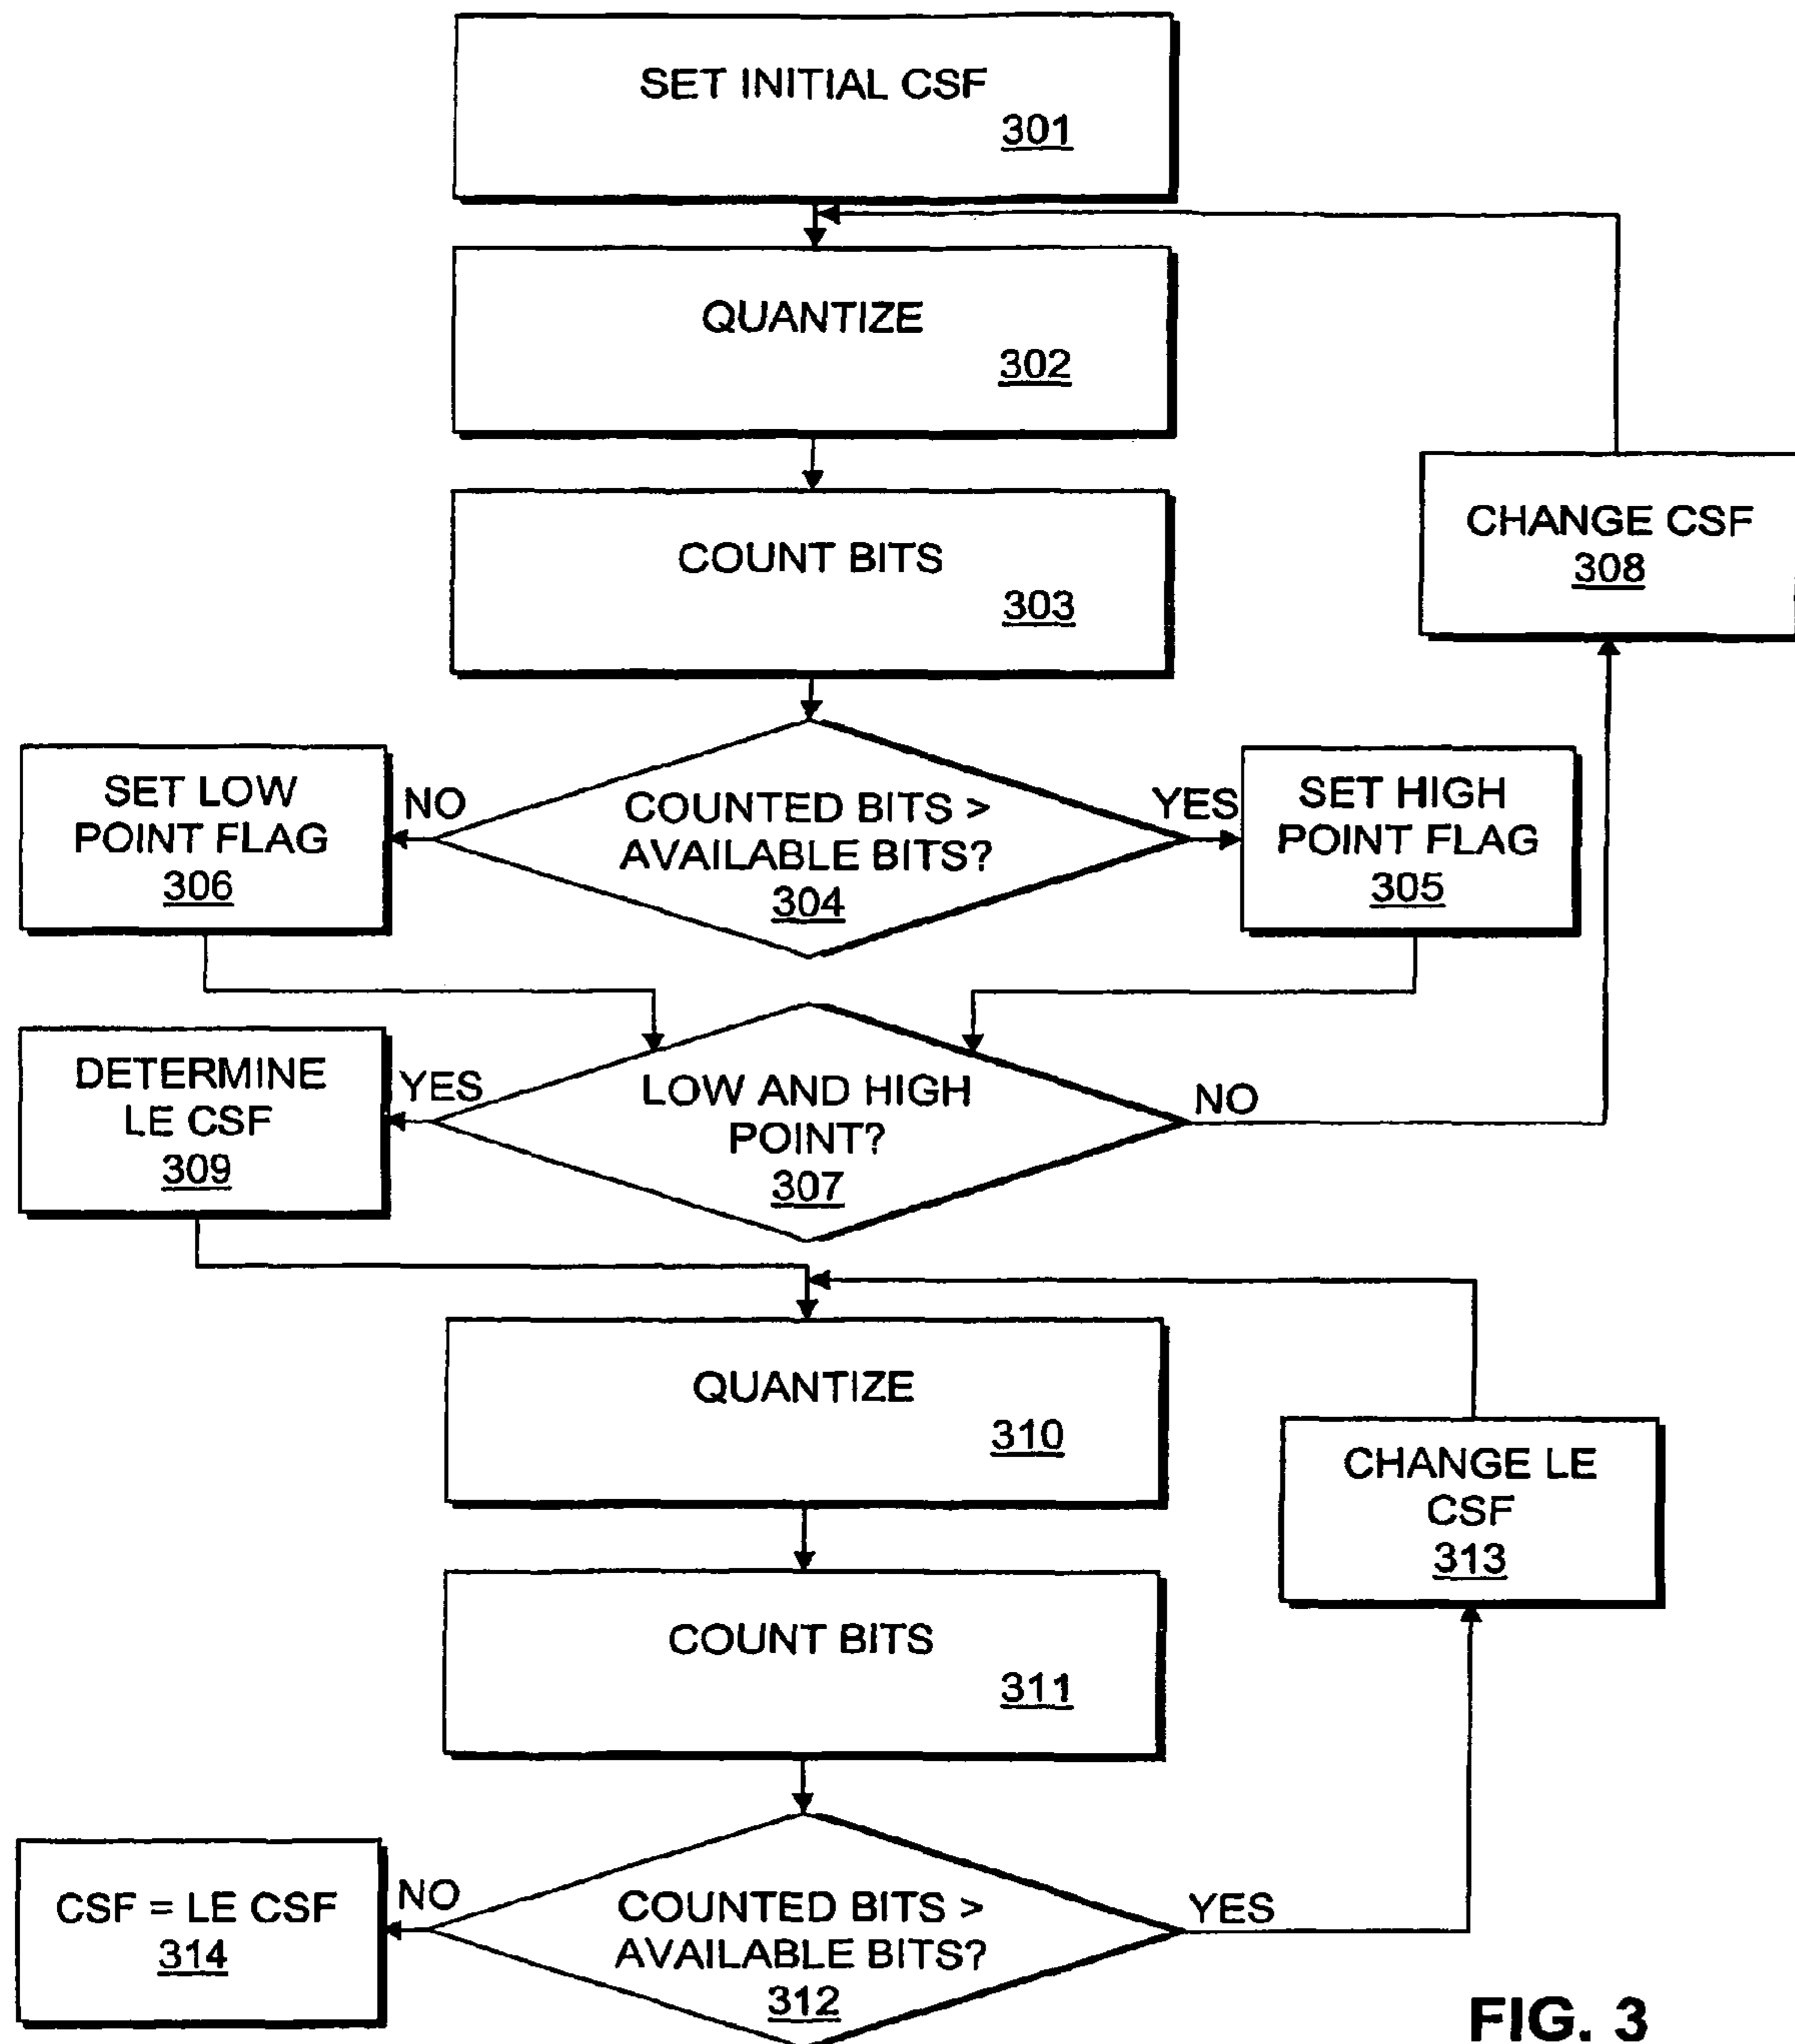 SET INITIAL CSF
301
QUANTIZE
302
COUNT BITS
303
CHANGE CSF
308
SET LOW
POINT FLAG
306
NO
COUNTED BITS >
AVAILABLE BITS?
304
YES
SET HIGH
POINT FLAG
305
DETERMINE
LE CSF
309
YES
LOW AND HIGH
POINT?
307
NO
QUANTIZE
310
CHANGE LE
CSF
313
COUNT BITS
311
CSF = LE CSF
314
NO
COUNTED BITS >
AVAILABLE BITS?
312
YES
FIG. 3